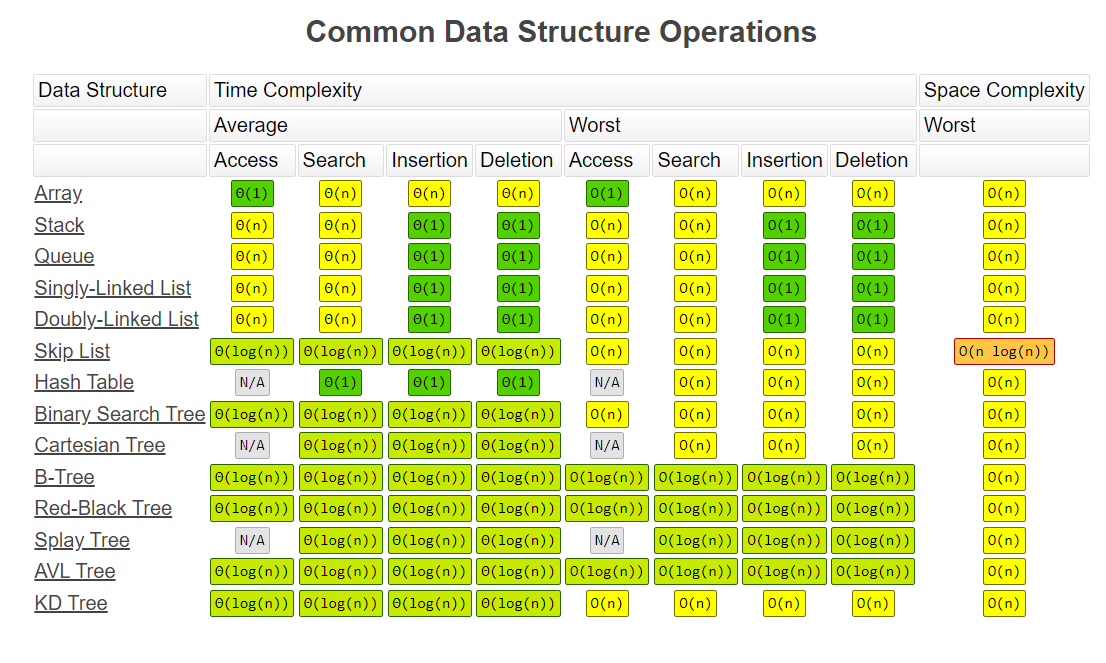 Common Data Structure Operations
Data Structure Time Complexity Space Complexity
Average Worst Worst
Access Search Insertion Deletion Access Search Insertion Deletion
Array Θ(1) Θ(n) Θ(n) Θ(n) O(1) O(n) O(n) O(n) O(n)
Stack Θ(n) Θ(n) Θ(1) Θ(1) O(n) O(n) O(1) O(1) O(n)
Queue Θ(n) Θ(n) Θ(1) Θ(1) O(n) O(n) O(1) O(1) O(n)
Singly-Linked List Θ(n) Θ(n) Θ(1) Θ(1) O(n) O(n) O(1) O(1) O(n)
Doubly-Linked List Θ(n) Θ(n) Θ(1) Θ(1) O(n) O(n) O(1) O(1) O(n)
Skip List Θ(log(n)) Θ(log(n)) Θ(log(n)) Θ(log(n)) O(n) O(n) O(n) O(n) O(n log(n))
Hash Table N/A Θ(1) Θ(1) Θ(1) N/A O(n) O(n) O(n) O(n)
Binary Search Tree Θ(log(n)) Θ(log(n)) Θ(log(n)) Θ(log(n)) O(n) O(n) O(n) O(n) O(n)
Cartesian Tree N/A Θ(log(n)) Θ(log(n)) Θ(log(n)) N/A O(n) O(n) O(n) O(n)
B-Tree Θ(log(n)) Θ(log(n)) Θ(log(n)) Θ(log(n)) O(log(n)) O(log(n)) O(log(n)) O(log(n)) O(n)
Red-Black Tree Θ(log(n)) Θ(log(n)) Θ(log(n)) Θ(log(n)) O(log(n)) O(log(n)) O(log(n)) O(log(n)) O(n)
Splay Tree N/A Θ(log(n)) Θ(log(n)) Θ(log(n)) N/A O(log(n)) O(log(n)) O(log(n)) O(n)
AVL Tree Θ(log(n)) Θ(log(n)) Θ(log(n)) Θ(log(n)) O(log(n)) O(log(n)) O(log(n)) O(log(n)) O(n)
KD Tree Θ(log(n)) Θ(log(n)) Θ(log(n)) Θ(log(n)) O(n) O(n) O(n) O(n) O(n)